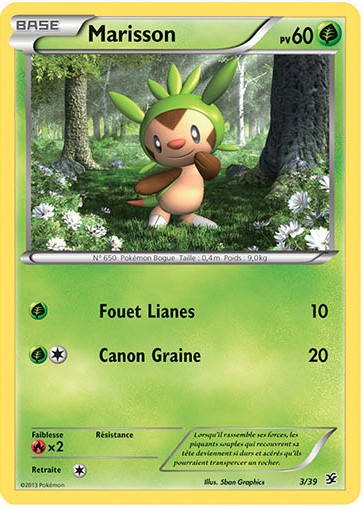 BASE Marisson PV60
N° 650 Pokémon Bogue Taille : 0,4m Poids : 9,0kg
Fouet Lianes 10
Canon Graine 20
Faiblesse Résistance
×2
Retraite
Lorsqu'il rassemble ses forces, les
piquants souples qui recouvrent sa
tête deviennent si durs et acérés qu'ils
pourraient transpercer un rocher.
©2013 Pokémon Illus. 5ban Graphics 3/39